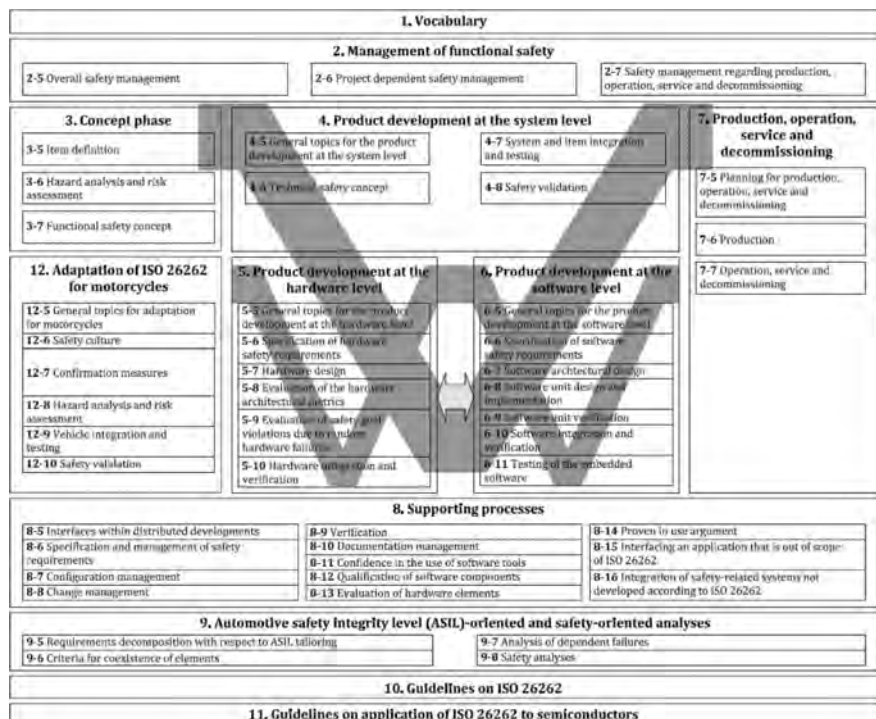 1. Vocabulary
2. Management of functional safety
2-5 Overall safety management
2-6 Project dependent safety management
2-7 Safety management regarding production,
operation, service and decommissioning
3. Concept phase
3-5 Item definition
3-6 Hazard analysis and risk
assessment
3-7 Functional safety concept
4. Product development at the system level
4-5 General topics for the product
development at the system level
4-6 Technical safety concept
4-7 System and item integration
and testing
4-8 Safety validation
7. Production, operation,
service and
decommissioning
7-5 Planning for production,
operation, service and
decommissioning
7-6 Production
7-7 Operation, service and
decommissioning
12. Adaptation of ISO 26262
for motorcycles
12-5 General topics for adaptation
for motorcycles
12-6 Safety culture
12-7 Confirmation measures
12-8 Hazard analysis and risk
assessment
12-9 Vehicle integration and
testing
12-10 Safety validation
5. Product development at the
hardware level
5-5 General topics for the product
development at the hardware level
5-6 Specification of hardware
safety requirements
5-7 Hardware design
5-8 Evaluation of the hardware
architectural metrics
5-9 Evaluation of safety goal
violations due to random
hardware failures
5-10 Hardware integration and
verification
6. Product development at the
software level
6-5 General topics for the product
development at the software level
6-6 Specification of software
safety requirements
6-7 Software architectural design
6-8 Software unit design and
implementation
6-9 Software unit verification
6-10 Software integration and
verification
6-11 Testing of the embedded
software
8. Supporting processes
8-5 Interfaces within distributed developments
8-6 Specification and management of safety
requirements
8-7 Configuration management
8-8 Change management
8-9 Verification
8-10 Documentation management
8-11 Confidence in the use of software tools
8-12 Qualification of software components
8-13 Evaluation of hardware elements
8-14 Proven in use argument
8-15 Interfacing an application that is out of scope
of ISO 26262
8-16 Integration of safety-related systems not
developed according to ISO 26262
9. Automotive safety integrity level (ASIL)-oriented and safety-oriented analyses
9-5 Requirements decomposition with respect to ASIL tailoring
9-6 Criteria for coexistence of elements
9-7 Analysis of dependent failures
9-8 Safety analyses
10. Guidelines on ISO 26262
11. Guidelines on application of ISO 26262 to semiconductors